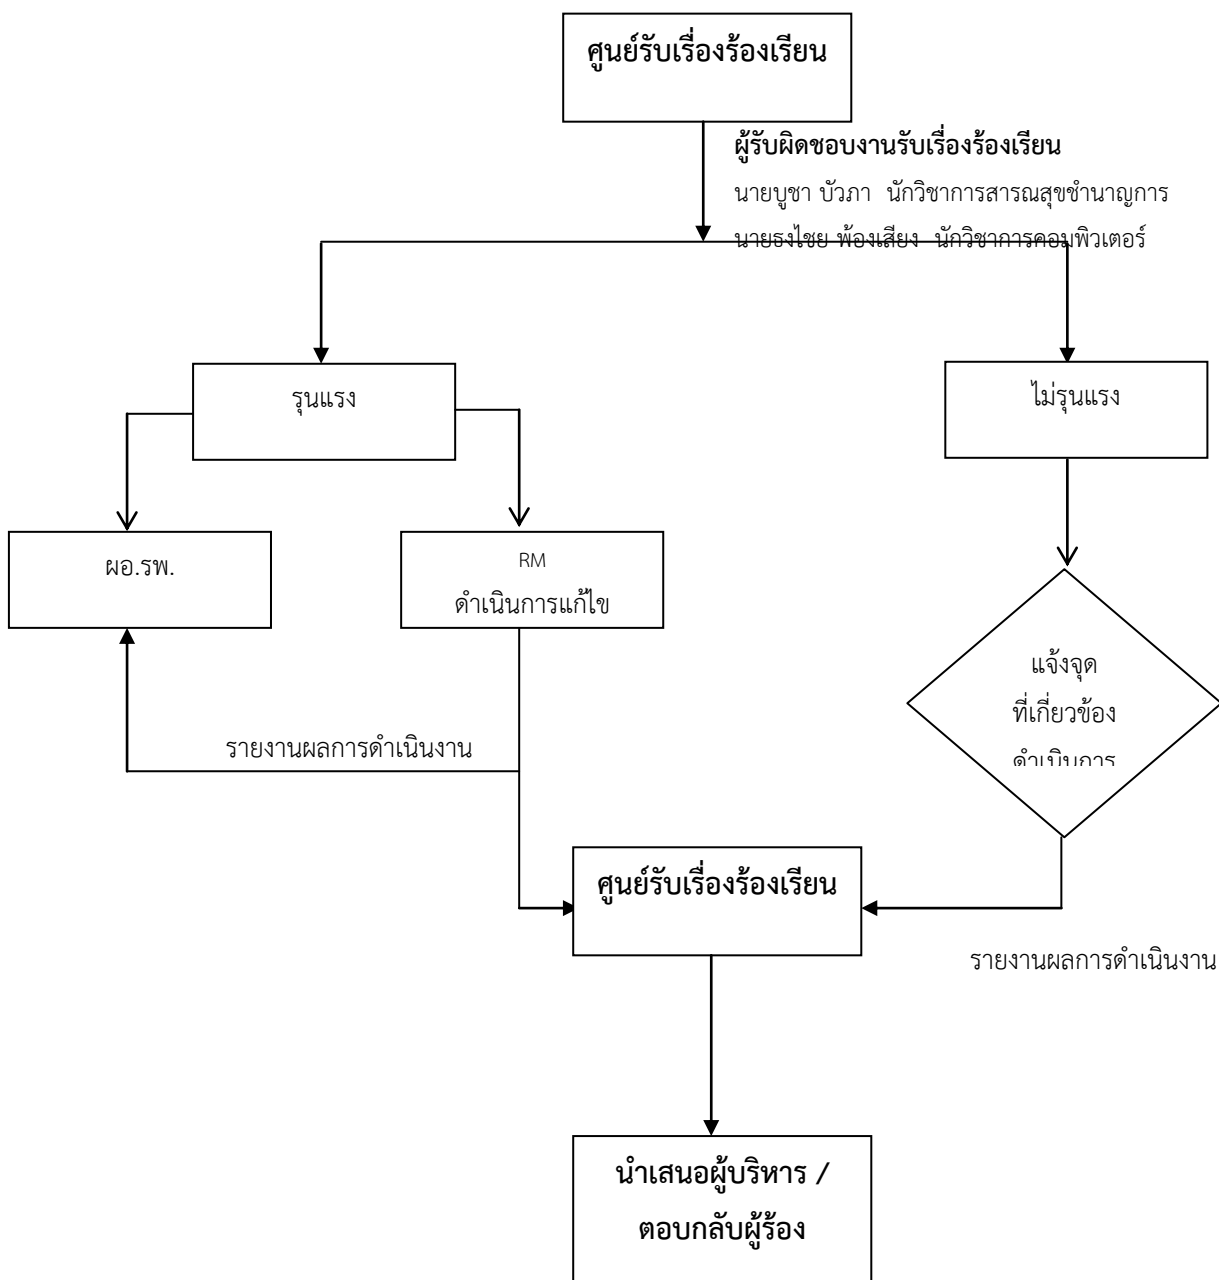 ศูนย์รับเรื่องร้องเรียน
ผู้รับผิดชอบงานรับเรื่องร้องเรียน
นายบูชา บัวภา นักวิชาการสารณสุขชำนาญการ
นายธงไชย พ้องเสียง นักวิชาการคอมพิวเตอร์
รุนแรง
ไม่รุนแรง
ผอ.รพ.
RM
ดำเนินการแก้ไข
แจ้งจุด
ที่เกี่ยวข้อง
ดำเนินการ
รายงานผลการดำเนินงาน
ศูนย์รับเรื่องร้องเรียน
รายงานผลการดำเนินงาน
นำเสนอผู้บริหาร /
ตอบกลับผู้ร้อง